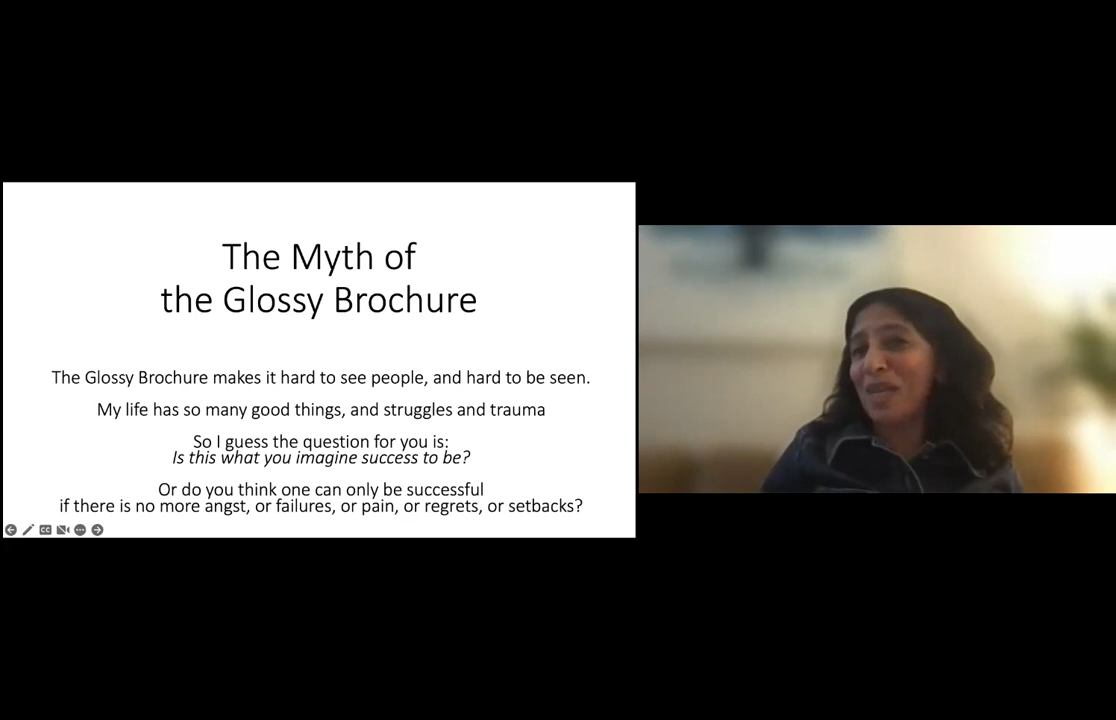 The Myth of
the Glossy Brochure
The Glossy Brochure makes it hard to see people, and hard to be seen.
My life has so many good things, and struggles and trauma
So I guess the question for you is:
Is this what you imagine success to be?
Or do you think one can only be successful
if there is no more angst, or failures, or pain, or regrets, or setbacks?
CC